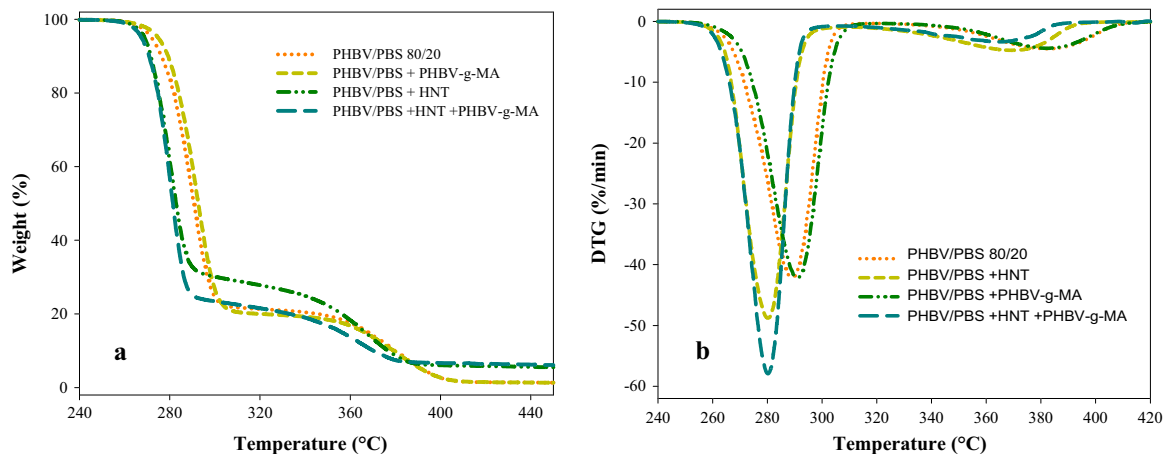 100
80
60
40
20
0
Weight (%)
PHBV/PBS 80/20
PHBV/PBS + PHBV-g-MA
PHBV/PBS + HNT
PHBV/PBS +HNT +PHBV-g-MA
a
240 280 320 360 400 440
Temperature (°C)
0
-10
-20
-30
-40
-50
-60
DTG (%/min)
PHBV/PBS 80/20
PHBV/PBS +HNT
PHBV/PBS +PHBV-g-MA
PHBV/PBS +HNT +PHBV-g-MA
b
240 260 280 300 320 340 360 380 400 420
Temperature (°C)